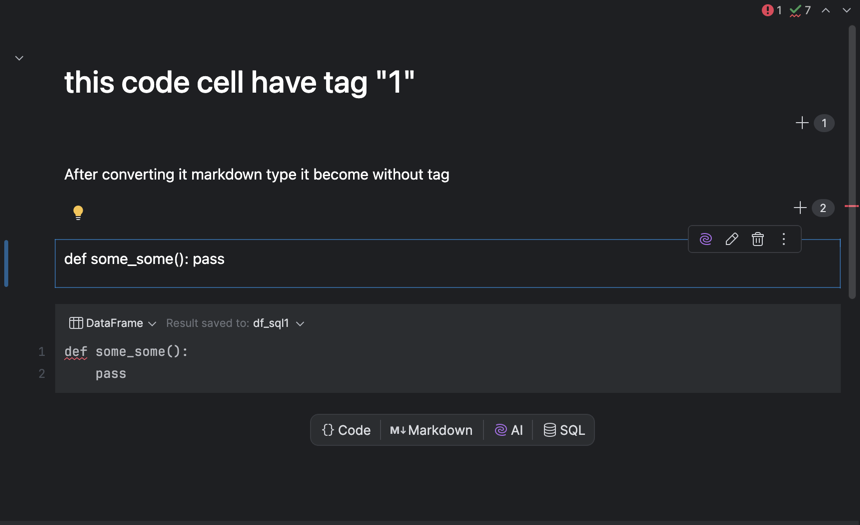 1 7
this code cell have tag "1"
1
After converting it markdown type it become without tag
2
def some_some(): pass
DataFrame Result saved to: df_sql1
1 def some_some():
2 pass
{} Code M↓ Markdown AI SQL